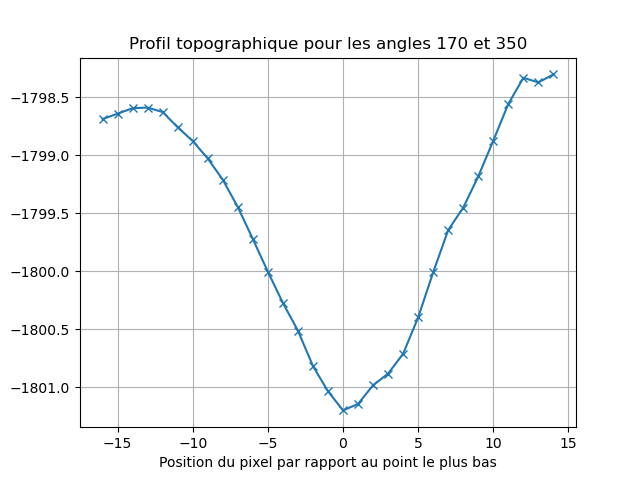 Profil topographique pour les angles 170 et 350
−1798.5
−1799.0
−1799.5
−1800.0
−1800.5
−1801.0
−15 −10 −5 0 5 10 15
Position du pixel par rapport au point le plus bas